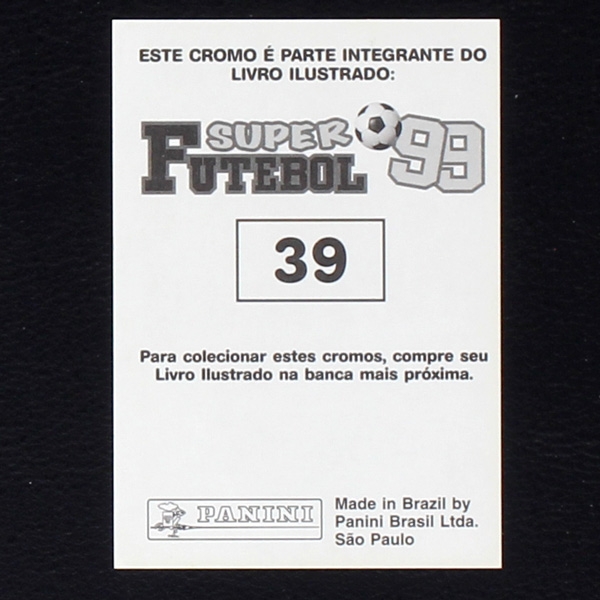 ESTE CROMO É PARTE INTEGRANTE DO
LIVRO ILUSTRADO:
SUPER
FUTEBOL 99
39
Para colecionar estes cromos, compre seu
Livro Ilustrado na banca mais próxima.
PANINI
Made in Brazil by
Panini Brasil Ltda.
São Paulo